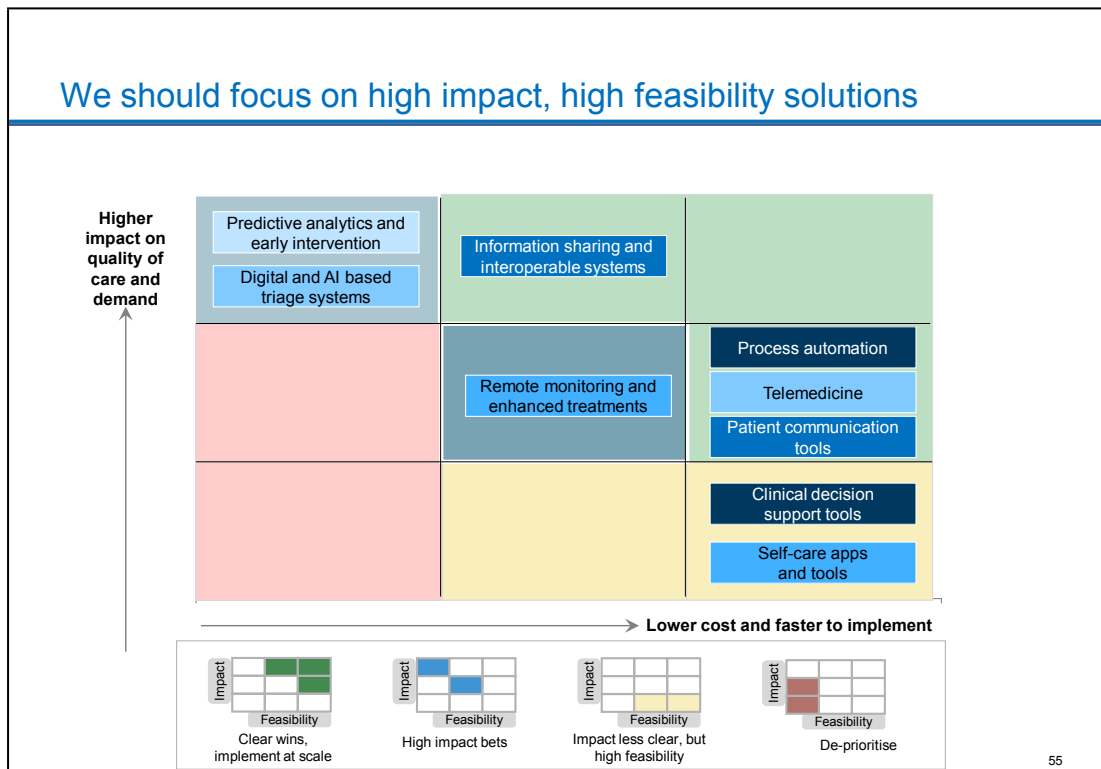 We should focus on high impact, high feasibility solutions
Higher
impact on
quality of
care and
demand
Predictive analytics and
early intervention
Digital and AI based
triage systems
Information sharing and
interoperable systems
Remote monitoring and
enhanced treatments
Process automation
Telemedicine
Patient communication
tools
Clinical decision
support tools
Self-care apps
and tools
Lower cost and faster to implement
Impact
Feasibility
Clear wins,
implement at scale
Impact
Feasibility
High impact bets
Impact
Feasibility
Impact less clear, but
high feasibility
Impact
Feasibility
De-prioritise
55